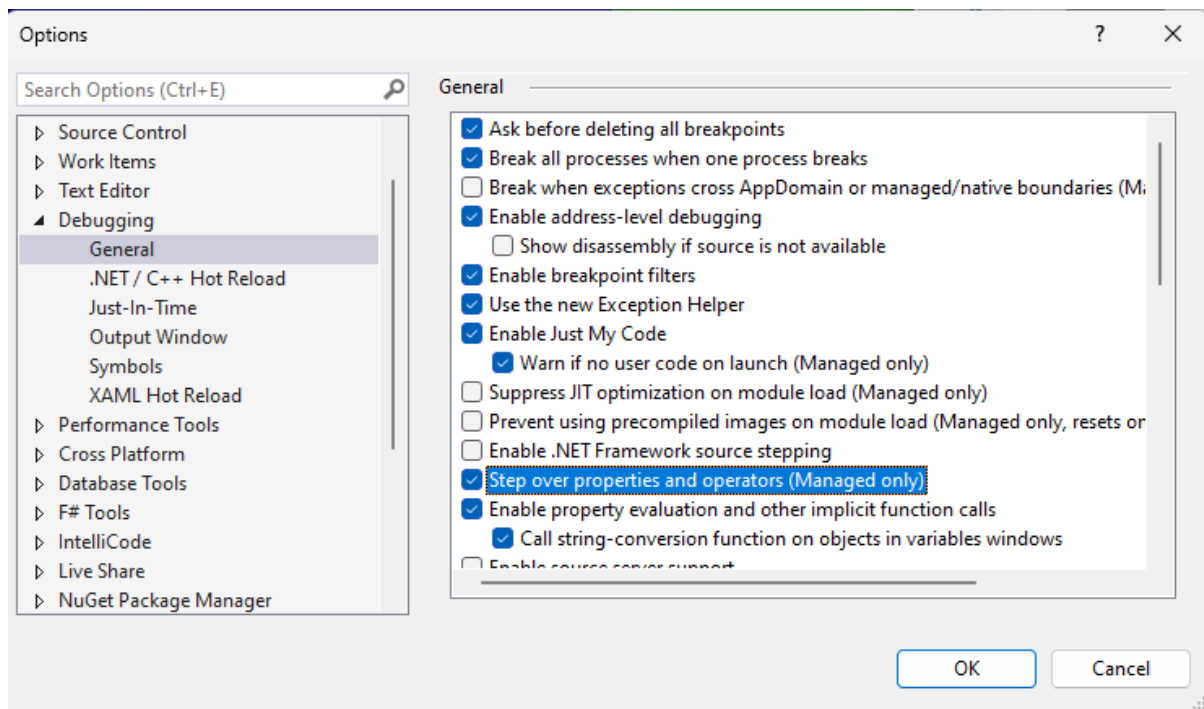 Options
?
Search Options (Ctrl+E)
Source Control
Work Items
Text Editor
Debugging
General
.NET / C++ Hot Reload
Just-In-Time
Output Window
Symbols
XAML Hot Reload
Performance Tools
Cross Platform
Database Tools
F# Tools
IntelliCode
Live Share
NuGet Package Manager
General
Ask before deleting all breakpoints
Break all processes when one process breaks
Break when exceptions cross AppDomain or managed/native boundaries (Ma
Enable address-level debugging
Show disassembly if source is not available
Enable breakpoint filters
Use the new Exception Helper
Enable Just My Code
Warn if no user code on launch (Managed only)
Suppress JIT optimization on module load (Managed only)
Prevent using precompiled images on module load (Managed only, resets or
Enable .NET Framework source stepping
Step over properties and operators (Managed only)
Enable property evaluation and other implicit function calls
Call string-conversion function on objects in variables windows
Enable source server support
OK
Cancel